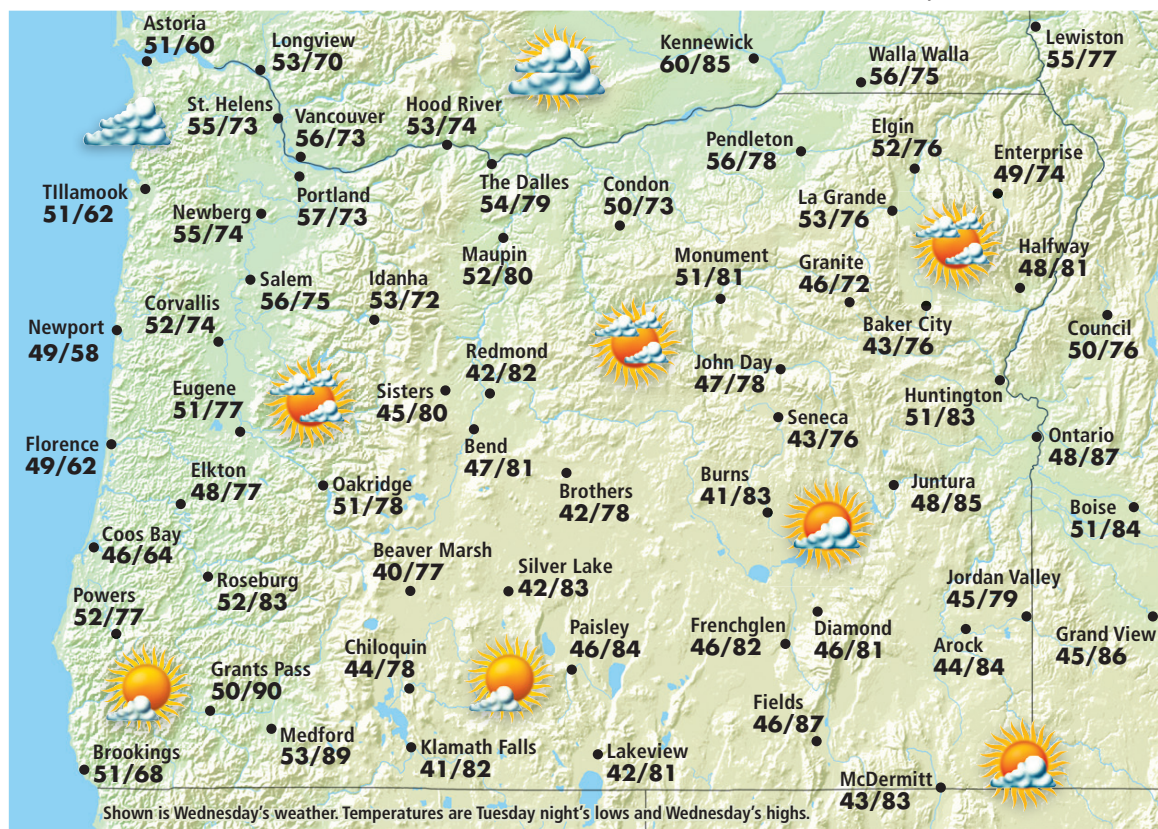 Astoria
51/60
Longview
53/70
Kennewick
60/85
Walla Walla
56/75
Lewiston
55/77
St. Helens
55/73
Vancouver
56/73
Hood River
53/74
Pendleton
56/78
Elgin
52/76
Enterprise
49/74
TIllamook
51/62
Newberg
55/74
Portland
57/73
The Dalles
54/79
Condon
50/73
La Grande
53/76
Maupin
52/80
Monument
51/81
Granite
46/72
Halfway
48/81
Salem
56/75
Idanha
53/72
Corvallis
52/74
Newport
49/58
Baker City
43/76
Council
50/76
Redmond
42/82
John Day
47/78
Eugene
51/77
Sisters
45/80
Huntington
51/83
Seneca
43/76
Florence
49/62
Bend
47/81
Ontario
48/87
Elkton
48/77
Oakridge
51/78
Brothers
42/78
Burns
41/83
Juntura
48/85
Boise
51/84
Coos Bay
46/64
Beaver Marsh
40/77
Silver Lake
42/83
Roseburg
52/83
Jordan Valley
45/79
Powers
52/77
Chiloquin
44/78
Paisley
46/84
Frenchglen
46/82
Diamond
46/81
Arock
44/84
Grand View
45/86
Grants Pass
50/90
Fields
46/87
Medford
53/89
Klamath Falls
41/82
Lakeview
42/81
Brookings
51/68
McDermitt
43/83
Shown is Wednesday's weather. Temperatures are Tuesday night's lows and Wednesday's highs.